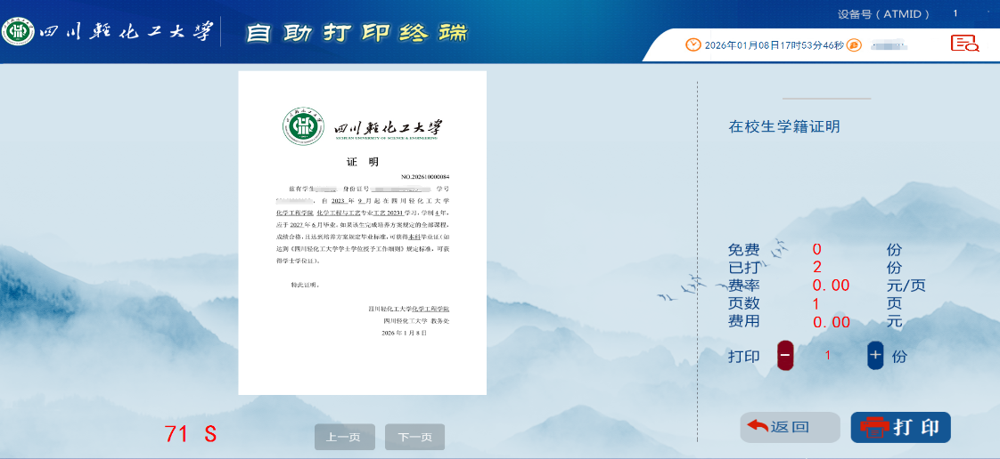 四川轻化工大学
自助打印终端
设备号(ATMID) 1
2026年01月08日17时53分46秒
四川轻化工大学
SICHUAN UNIVERSITY OF SCIENCE & ENGINEERING
证 明
NO.202610000084
兹有学生 身份证号 学号
,自 2023 年 9 月起在四川轻化工大学
化学工程学院 化学工程与工艺专业工艺20231学习,学制4年,
应于2027年6月毕业。如果该生完成培养方案规定的全部课程,
成绩合格,且达到培养方案规定毕业标准,可获得本科毕业证(如
达到《四川轻化工大学学士学位授予工作细则》规定标准,可获
得学士学位证)。
特此证明。
四川轻化工大学化学工程学院
四川轻化工大学 教务处
2026 年 1 月 8 日
在校生学籍证明
免费 0 份
已打 2 份
费率 0.00 元/页
页数 1 页
费用 0.00 元
打印 - 1 + 份
71 S
上一页
下一页
返回
打印